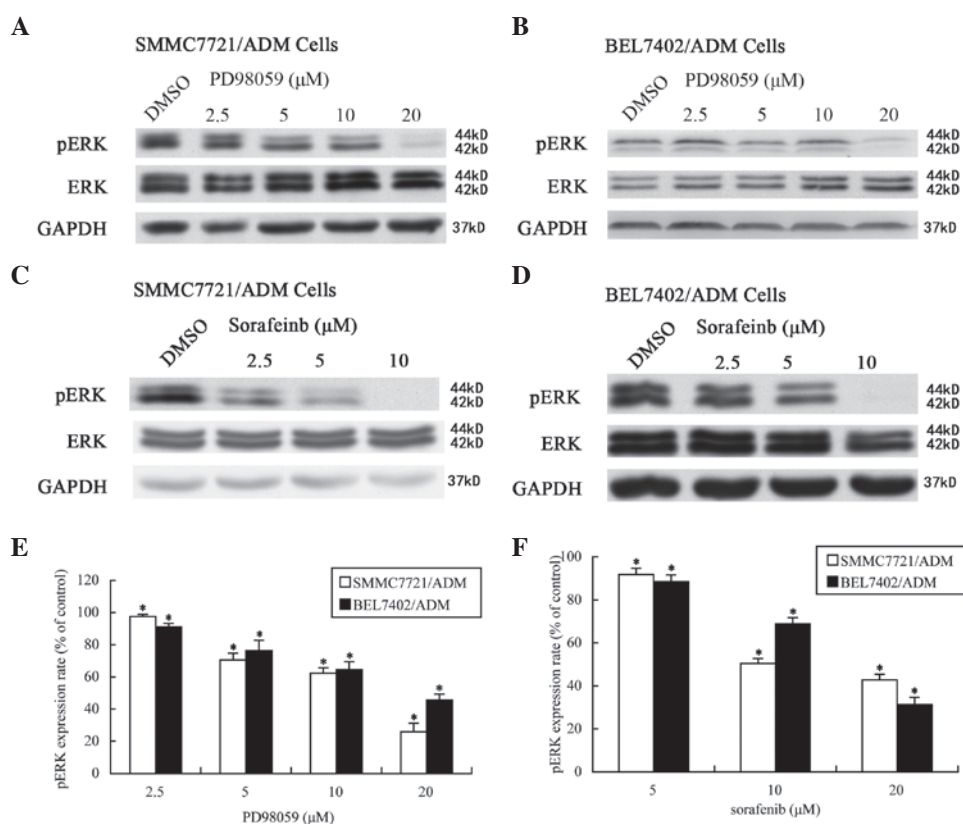 A
SMMC7721/ADM Cells
PD98059 (µM)
DMSO
2.5 5 10 20
pERK 44kD
42kD
ERK 44kD
42kD
GAPDH 37kD
B
BEL7402/ADM Cells
PD98059 (µM)
DMSO
2.5 5 10 20
pERK 44kD
42kD
ERK 44kD
42kD
GAPDH 37kD
C
SMMC7721/ADM Cells
Sorafeinb (µM)
DMSO
2.5 5 10
pERK 44kD
42kD
ERK 44kD
42kD
GAPDH 37kD
D
BEL7402/ADM Cells
Sorafeinb (µM)
DMSO
2.5 5 10
pERK 44kD
42kD
ERK 44kD
42kD
GAPDH 37kD
E
pERK expression rate (% of control)
120
100
80
60
40
20
0
SMMC7721/ADM
BEL7402/ADM
* * * * * * * *
2.5 5 10 20
PD98059 (µM)
F
pERK expression rate (% of control)
100
80
60
40
20
0
SMMC7721/ADM
BEL7402/ADM
* * * * * *
5 10 20
sorafenib (µM)